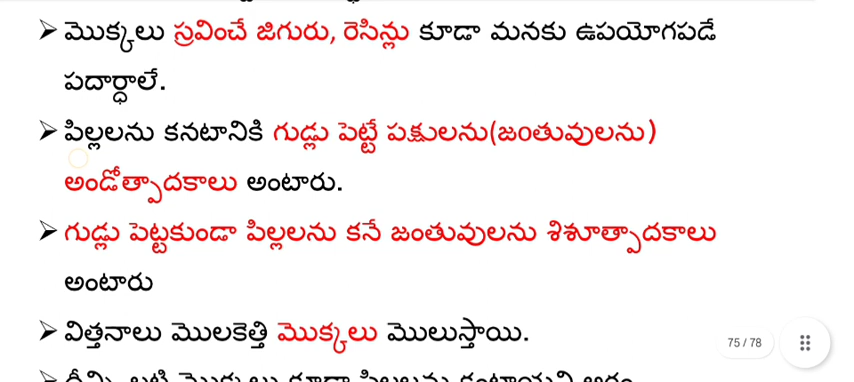 ➤ మొక్కలు స్రవించే జిగురు, రెసిన్లు కూడా మనకు ఉపయోగపడే
పదార్థాలే.
➤ పిల్లలను కనటానికి గుడ్లు పెట్టే పక్షులను(జంతువులను)
అండోత్పాదకాలు అంటారు.
➤ గుడ్లు పెట్టకుండా పిల్లలను కనే జంతువులను శిశూత్పాదకాలు
అంటారు
➤ విత్తనాలు మొలకెత్తి మొక్కలు మొలుస్తాయి.
75 / 78